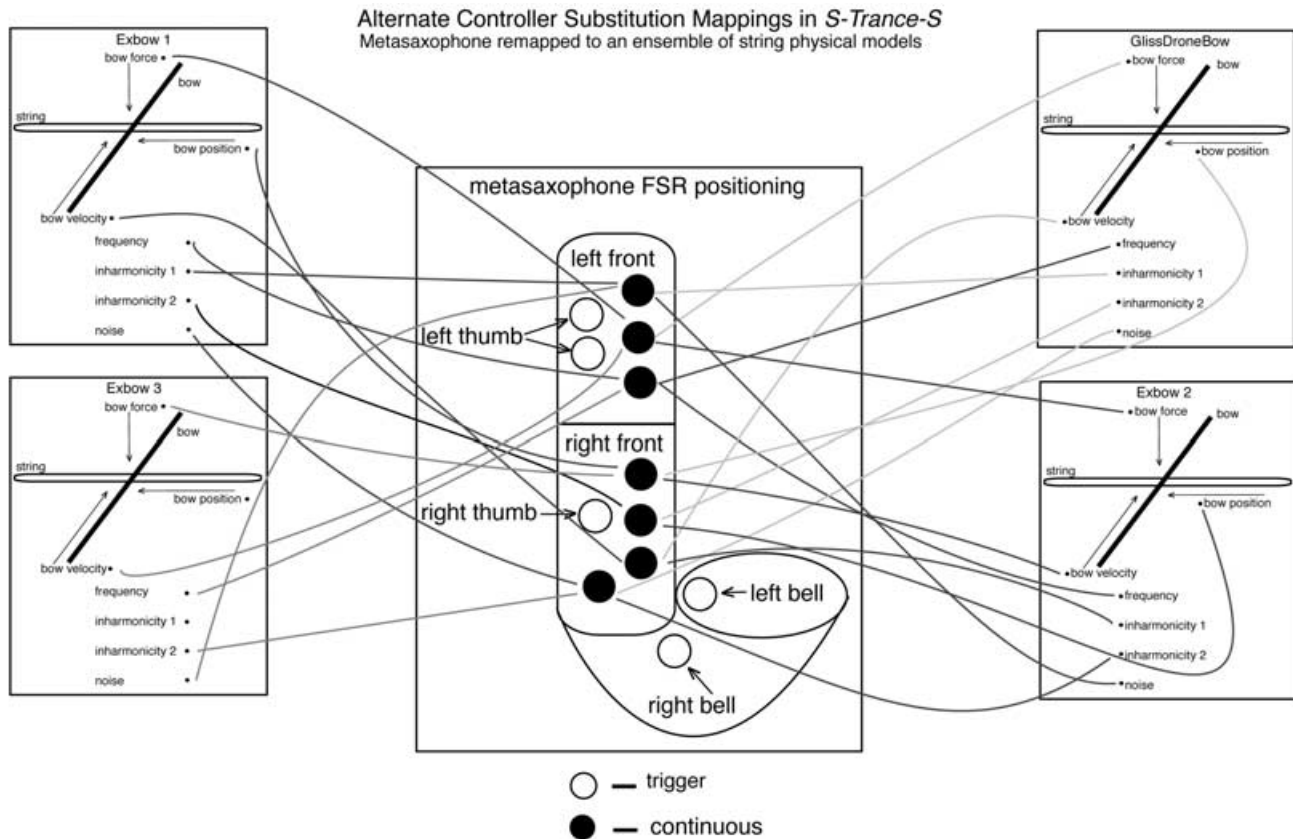 Alternate Controller Substitution Mappings in S-Trance-S
Metasaxophone remapped to an ensemble of string physical models
Exbow 1
bow force
bow
string
bow position
bow velocity
frequency
inharmonicity 1
inharmonicity 2
noise
Exbow 3
bow force
bow
string
bow position
bow velocity
frequency
inharmonicity 1
inharmonicity 2
noise
metasaxophone FSR positioning
left front
left thumb
right front
right thumb
left bell
right bell
GlissDroneBow
bow force
bow
string
bow position
bow velocity
frequency
inharmonicity 1
inharmonicity 2
noise
Exbow 2
bow force
bow
string
bow position
bow velocity
frequency
inharmonicity 1
inharmonicity 2
noise
trigger
continuous